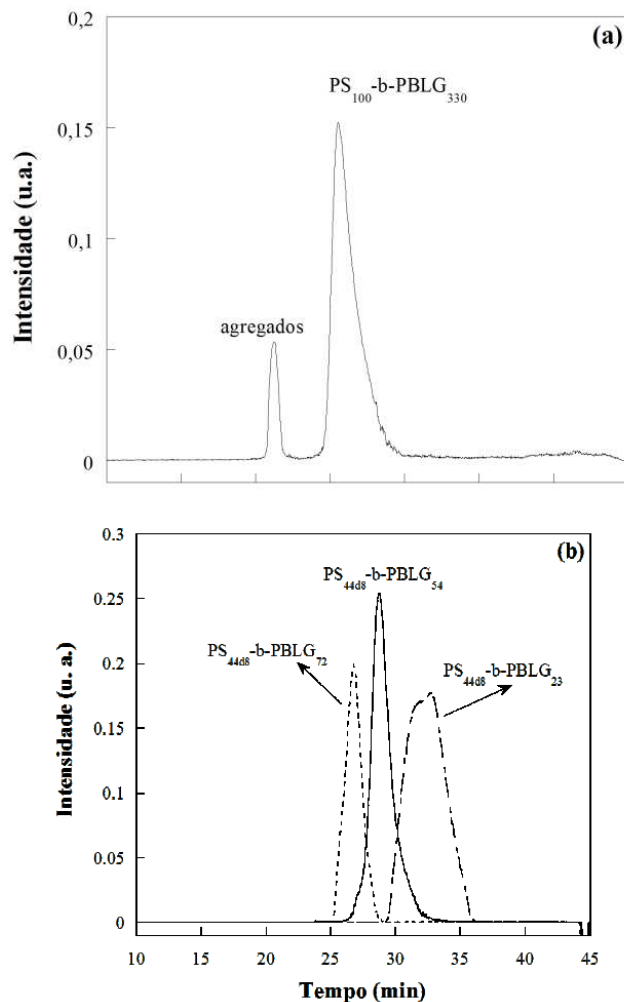 (a)
0,2
PS100-b-PBLG330
0,15
0,1
agregados
0,05
0
Intensidade (u.a.)
(b)
0.3
PS44d8-b-PBLG54
0.25
PS44d8-b-PBLG72
PS44d8-b-PBLG23
0.2
0.15
0.1
0.05
0
Intensidade (u. a.)
10 15 20 25 30 35 40 45
Tempo (min)